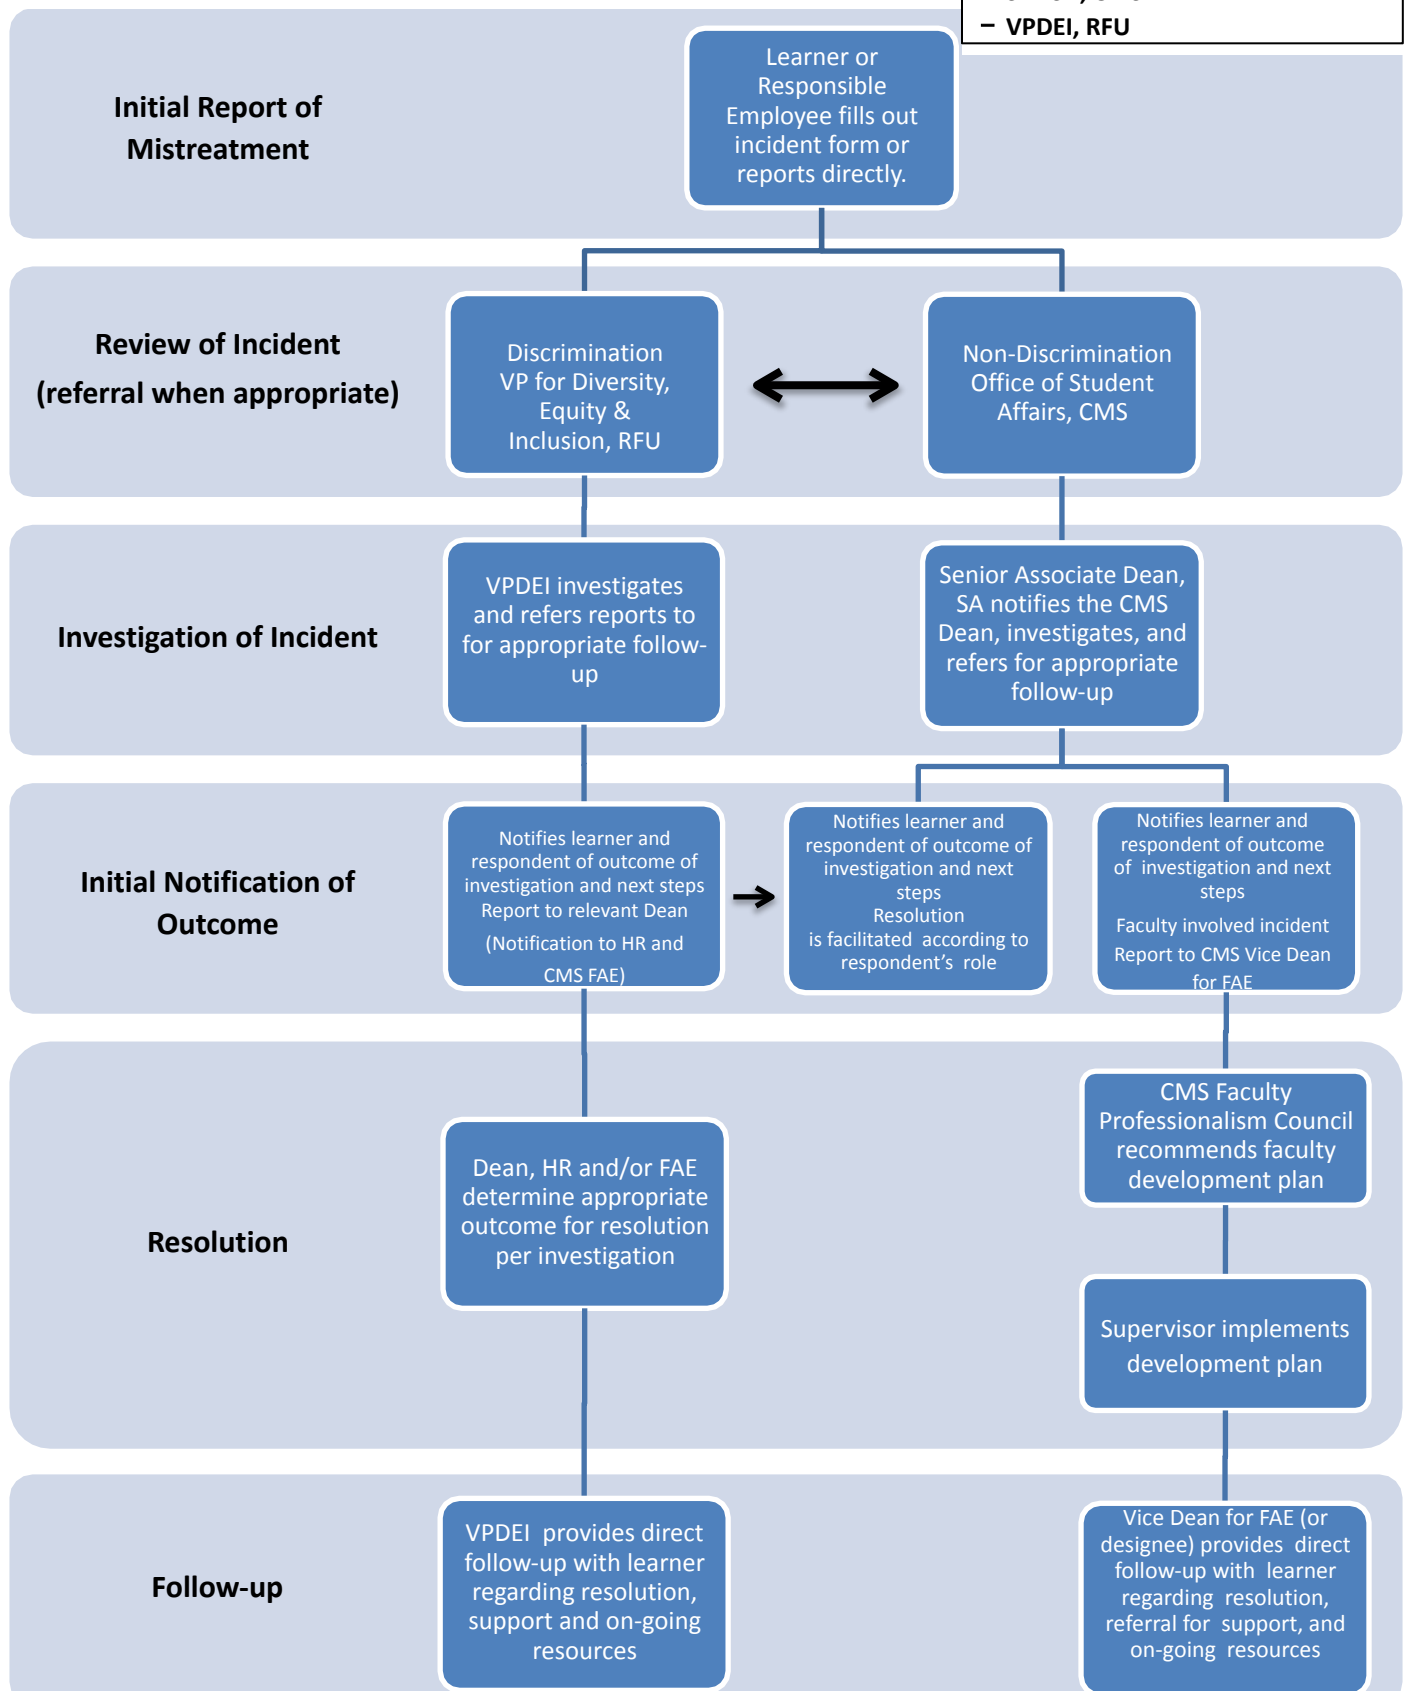 – VPDEI, RFU
Initial Report of
Mistreatment
Learner or
Responsible
Employee fills out
incident form or
reports directly.
Review of Incident
(referral when appropriate)
Discrimination
VP for Diversity,
Equity &
Inclusion, RFU
Non-Discrimination
Office of Student
Affairs, CMS
Investigation of Incident
VPDEI investigates
and refers reports to
for appropriate follow-
up
Senior Associate Dean,
SA notifies the CMS
Dean, investigates, and
refers for appropriate
follow-up
Initial Notification of
Outcome
Notifies learner and
respondent of outcome of
investigation and next steps
Report to relevant Dean
(Notification to HR and
CMS FAE)
Notifies learner and
respondent of outcome of
investigation and next
steps
Resolution
is facilitated according to
respondent's role
Notifies learner and
respondent of outcome
of investigation and next
steps
Faculty involved incident
Report to CMS Vice Dean
for FAE
Resolution
Dean, HR and/or FAE
determine appropriate
outcome for resolution
per investigation
CMS Faculty
Professionalism Council
recommends faculty
development plan
Supervisor implements
development plan
Follow-up
VPDEI provides direct
follow-up with learner
regarding resolution,
support and on-going
resources
Vice Dean for FAE (or
designee) provides direct
follow-up with learner
regarding resolution,
referral for support, and
on-going resources